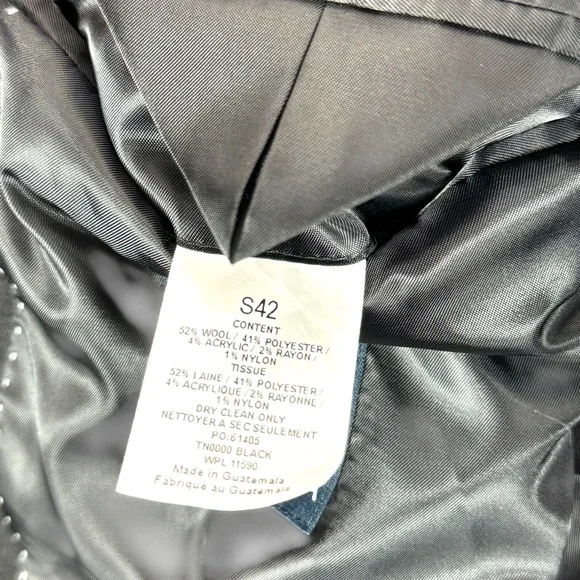 S42
CONTENT
52% WOOL / 41% POLYESTER /
4% ACRYLIC / 2% RAYON /
1% NYLON
TISSUE
52% LAINE / 41% POLYESTER /
4% ACRYLIQUE / 2% RAYONNE /
1% NYLON
DRY CLEAN ONLY
NETTOYER A SEC SEULEMENT
PO:61405
TN0000 BLACK
WPL 11590
Made in Guatemala
Fabriqué au Guatemala